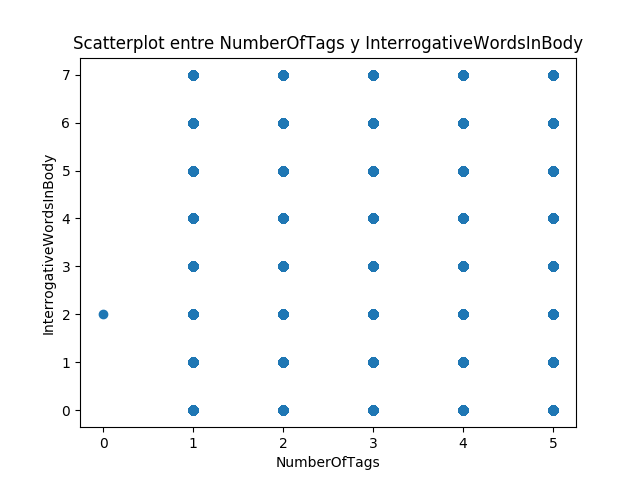 Scatterplot entre NumberOfTags y InterrogativeWordsInBody
7
6
5
4
3
2
1
0
InterrogativeWordsInBody
0 1 2 3 4 5
NumberOfTags